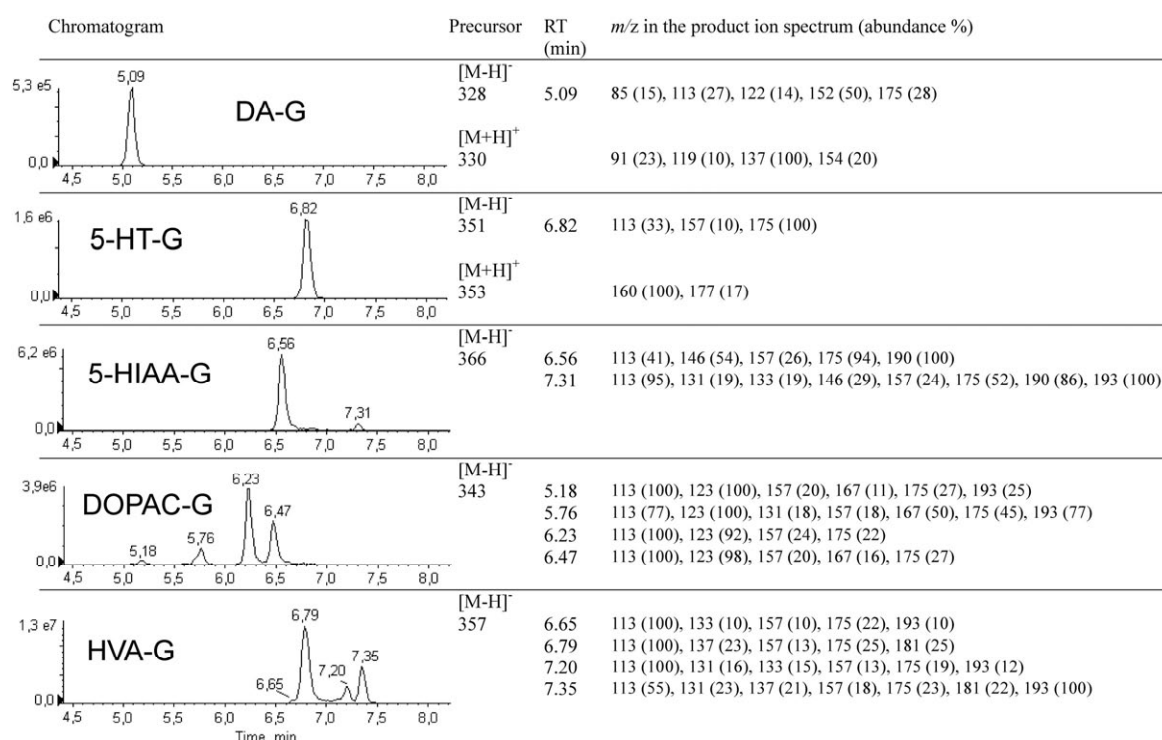 Chromatogram Precursor RT (min) m/z in the product ion spectrum (abundance %)
[M-H]-
5,3 e5 5,09 328 5.09 85 (15), 113 (27), 122 (14), 152 (50), 175 (28)
DA-G
[M+H]+
330 91 (23), 119 (10), 137 (100), 154 (20)
0,0
4,5 5,0 5,5 6,0 6,5 7,0 7,5 8,0
[M-H]-
1,6 e6 6,82 351 6.82 113 (33), 157 (10), 175 (100)
5-HT-G
[M+H]+
353 160 (100), 177 (17)
0,0
4,5 5,0 5,5 6,0 6,5 7,0 7,5 8,0
[M-H]-
6,2 e6 6,56 366 6.56 113 (41), 146 (54), 157 (26), 175 (94), 190 (100)
5-HIAA-G 7.31 113 (95), 131 (19), 133 (19), 146 (29), 157 (24), 175 (52), 190 (86), 193 (100)
7,31
0,0
4,5 5,0 5,5 6,0 6,5 7,0 7,5 8,0
[M-H]-
3,9e6 6,23 343 5.18 113 (100), 123 (100), 157 (20), 167 (11), 175 (27), 193 (25)
DOPAC-G 6,47 5.76 113 (77), 123 (100), 131 (18), 157 (18), 167 (50), 175 (45), 193 (77)
5,76 6.23 113 (100), 123 (92), 157 (24), 175 (22)
5,18 6.47 113 (100), 123 (98), 157 (20), 167 (16), 175 (27)
0,0
4,5 5,0 5,5 6,0 6,5 7,0 7,5 8,0
[M-H]-
1,3 e7 6,79 357 6.65 113 (100), 133 (10), 157 (10), 175 (22), 193 (10)
HVA-G 6.79 113 (100), 137 (23), 157 (13), 175 (25), 181 (25)
6,65 7,20 7,35 7.20 113 (100), 131 (16), 133 (15), 157 (13), 175 (19), 193 (12)
7.35 113 (55), 131 (23), 137 (21), 157 (18), 175 (23), 181 (22), 193 (100)
0,0
4,5 5,0 5,5 6,0 6,5 7,0 7,5 8,0
Time, min